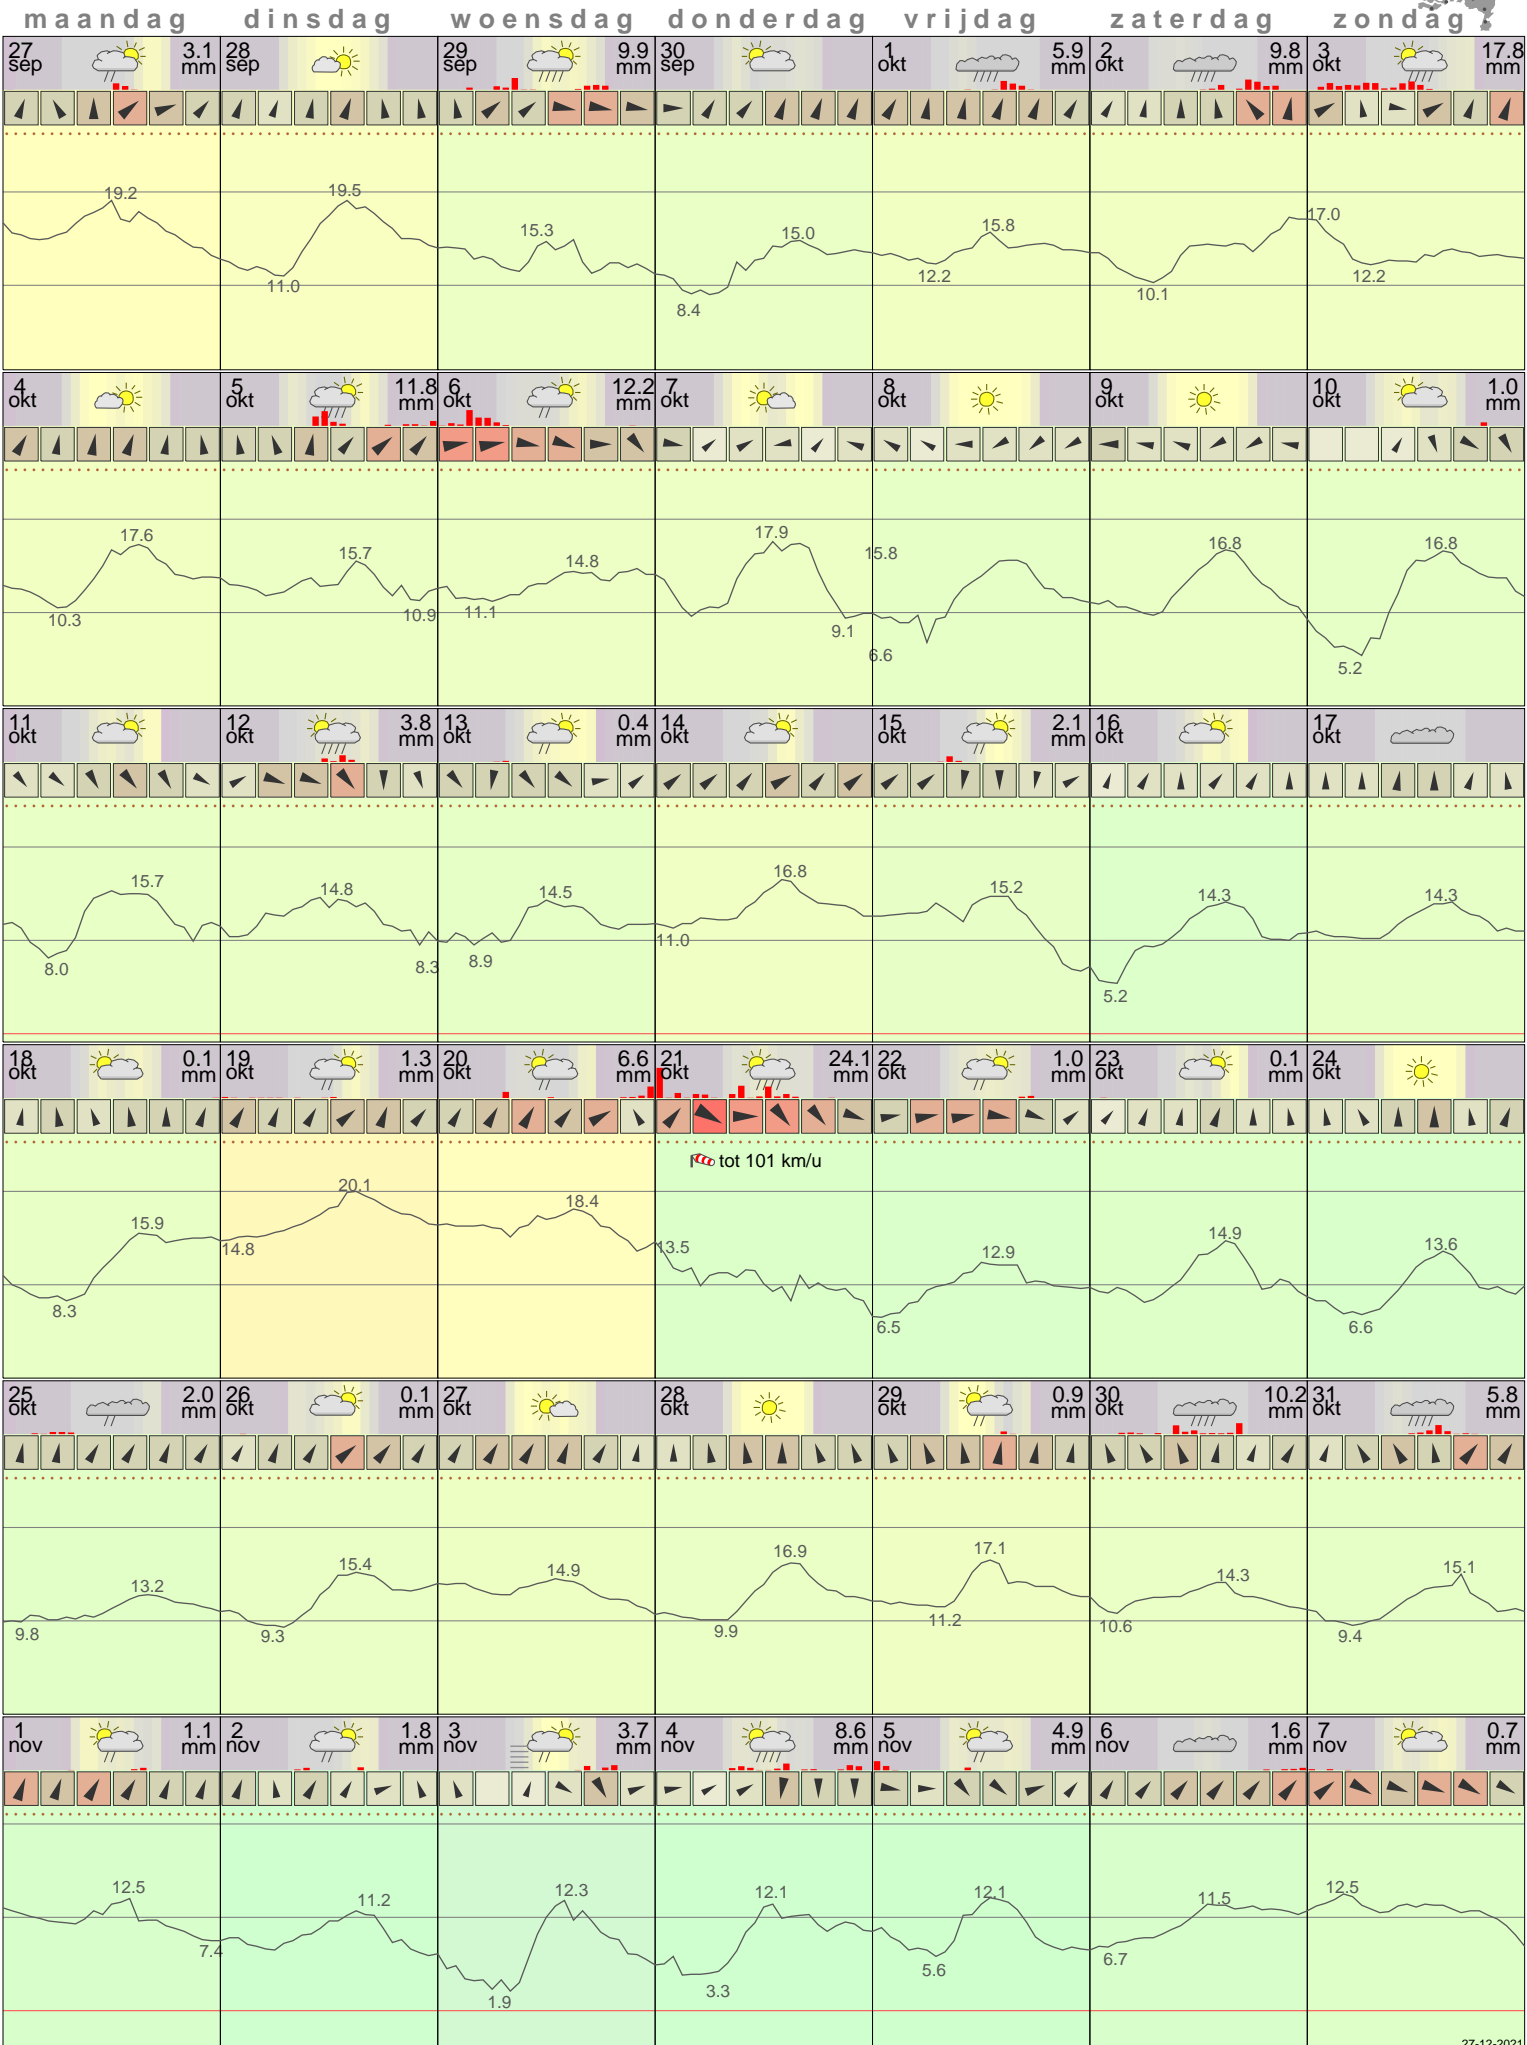 maandag dinsdag woensdag donderdag vrijdag zaterdag zondag
27 sep 3.1 mm 28 sep 29 sep 9.9 mm 30 sep 1 okt 5.9 mm 2 okt 9.8 mm 3 okt 17.8 mm
19.2 11.0 19.5 15.3 8.4 15.0 12.2 15.8 10.1 17.0 12.2
4 okt 5 okt 11.8 mm 6 okt 12.2 mm 7 okt 8 okt 9 okt 10 okt 1.0 mm
10.3 17.6 15.7 10.9 11.1 14.8 17.9 9.1 15.8 6.6 16.8 5.2 16.8
11 okt 12 okt 3.8 mm 13 okt 0.4 mm 14 okt 15 okt 2.1 mm 16 okt 17 okt
8.0 15.7 14.8 8.3 8.9 14.5 11.0 16.8 15.2 5.2 14.3 14.3
18 okt 0.1 mm 19 okt 1.3 mm 20 okt 6.6 mm 21 okt 24.1 mm 22 okt 1.0 mm 23 okt 0.1 mm 24 okt
tot 101 km/u
8.3 15.9 14.8 20.1 18.4 13.5 6.5 12.9 14.9 6.6 13.6
25 okt 2.0 mm 26 okt 0.1 mm 27 okt 28 okt 29 okt 0.9 mm 30 okt 10.2 mm 31 okt 5.8 mm
9.8 13.2 9.3 15.4 14.9 9.9 16.9 11.2 17.1 10.6 14.3 9.4 15.1
1 nov 1.1 mm 2 nov 1.8 mm 3 nov 3.7 mm 4 nov 8.6 mm 5 nov 4.9 mm 6 nov 1.6 mm 7 nov 0.7 mm
12.5 7.4 11.2 1.9 12.3 3.3 12.1 5.6 12.1 6.7 11.5 12.5
27-12-2021